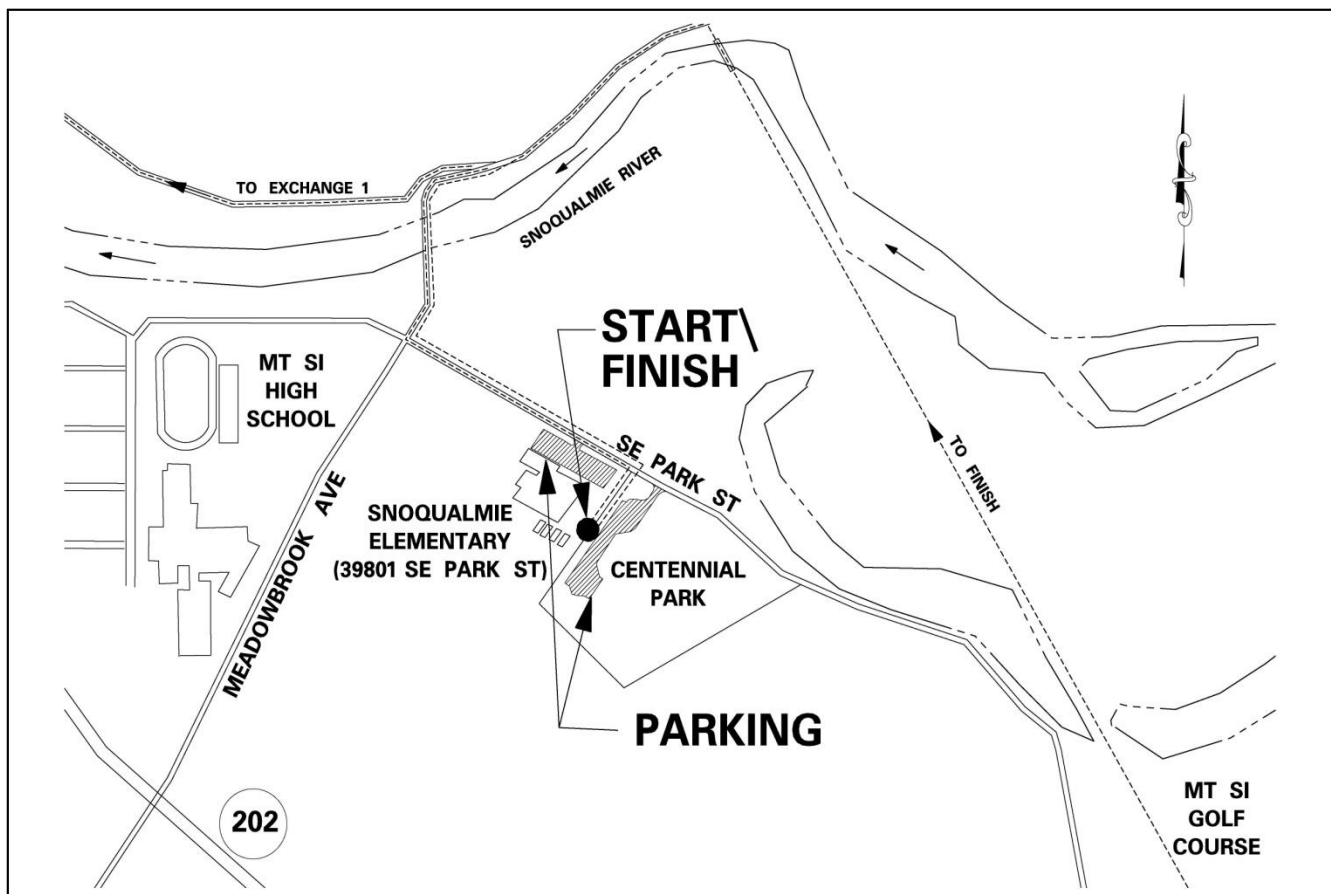 TO EXCHANGE 1
SNOQUALMIE RIVER
START\
FINISH
MT SI
HIGH
SCHOOL
SE PARK ST
TO FINISH
MEADOWBROOK AVE
SNOQUALMIE
ELEMENTARY
(39801 SE PARK ST)
CENTENNIAL
PARK
PARKING
202
MT SI
GOLF
COURSE